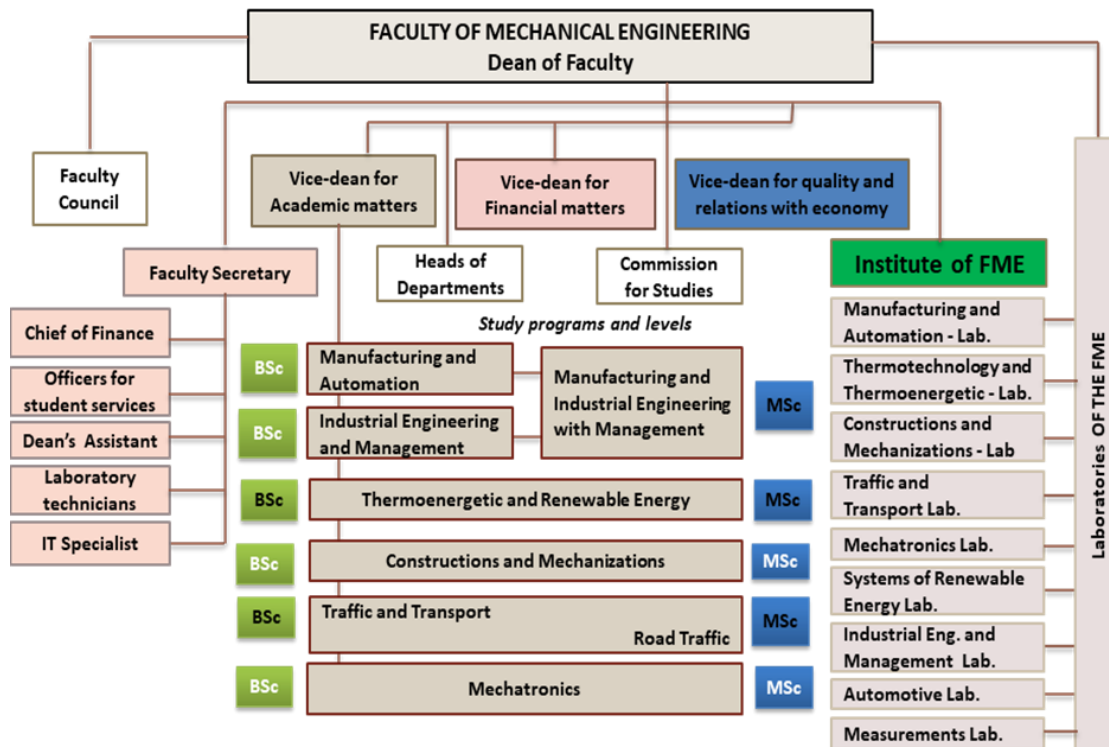 FACULTY OF MECHANICAL ENGINEERING
Dean of Faculty
Faculty
Council
Vice-dean for
Academic matters
Vice-dean for
Financial matters
Vice-dean for quality and
relations with economy
Faculty Secretary
Heads of
Departments
Commission
for Studies
Institute of FME
Chief of Finance
Officers for
student services
Dean's Assistant
Laboratory
technicians
IT Specialist
Study programs and levels
BSc
Manufacturing and
Automation
BSc
Industrial Engineering
and Management
Manufacturing and
Industrial Engineering
with Management
MSc
BSc
Thermoenergetic and Renewable Energy
MSc
BSc
Constructions and Mechanizations
MSc
BSc
Traffic and Transport
Road Traffic
MSc
BSc
Mechatronics
MSc
Manufacturing and
Automation - Lab.
Thermotechnology and
Thermoenergetic - Lab.
Constructions and
Mechanizations - Lab
Traffic and
Transport Lab.
Mechatronics Lab.
Systems of Renewable
Energy Lab.
Industrial Eng. and
Management Lab.
Automotive Lab.
Measurements Lab.
Laboratories OF THE FME